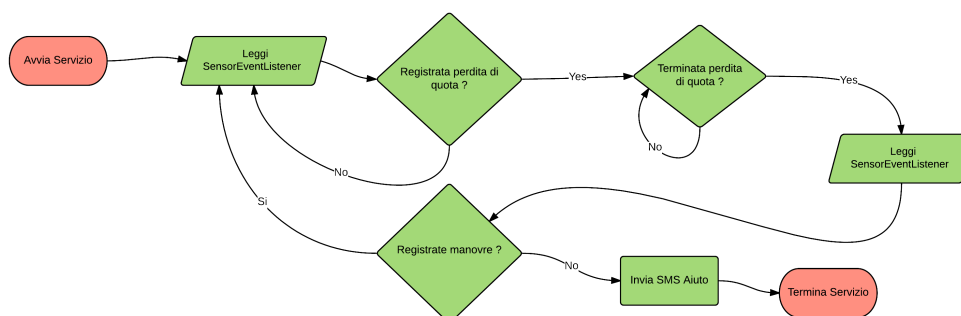 Avvia Servizio
Leggi
SensorEventListener
Registrata perdita di
quota ?
Yes
Terminata perdita
di quota ?
Yes
No
No
Leggi
SensorEventListener
Si
Registrate manovre ?
No
Invia SMS Aiuto
Termina Servizio